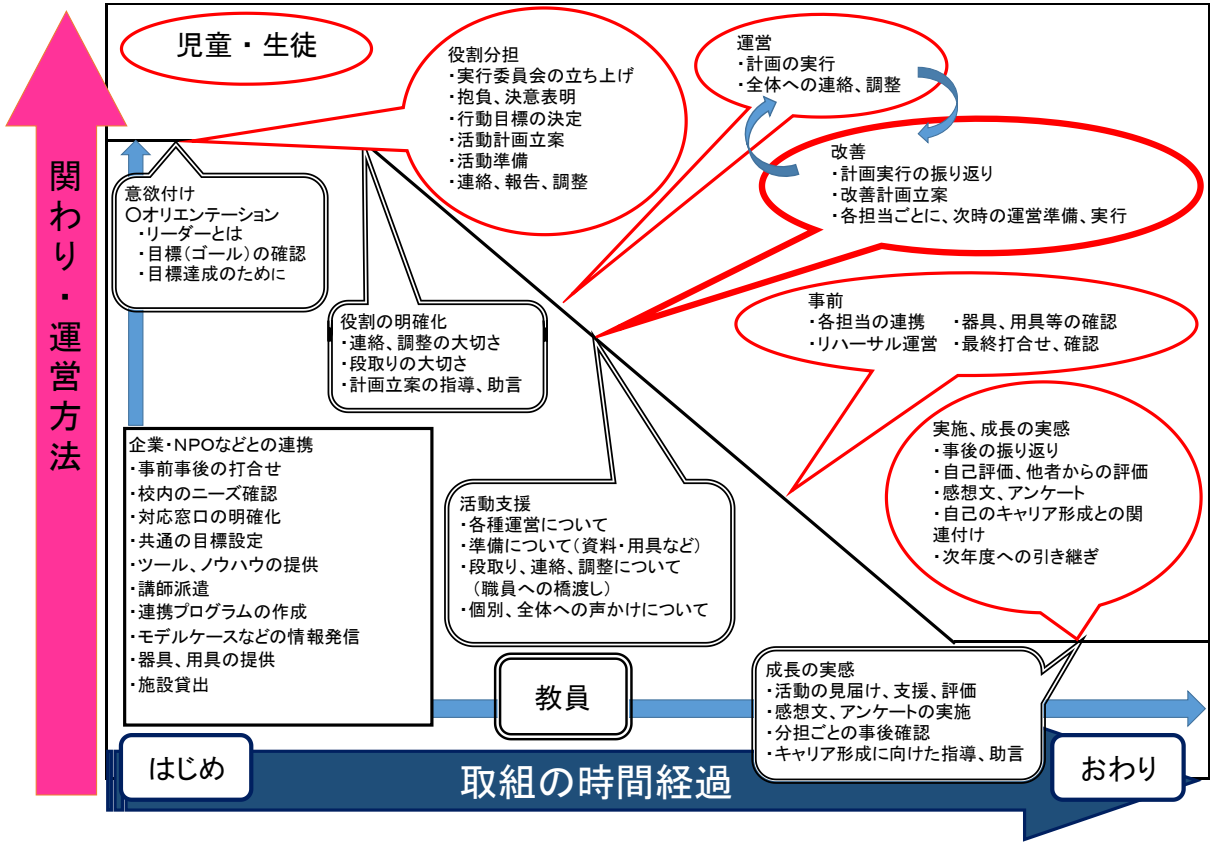 関わり・運営方法
児童・生徒
役割分担
・実行委員会の立ち上げ
・抱負、決意表明
・行動目標の決定
・活動計画立案
・活動準備
・連絡、報告、調整
運営
・計画の実行
・全体への連絡、調整
改善
・計画実行の振り返り
・改善計画立案
・各担当ごとに、次時の運営準備、実行
意欲付け
○オリエンテーション
・リーダーとは
・目標(ゴール)の確認
・目標達成のために
役割の明確化
・連絡、調整の大切さ
・段取りの大切さ
・計画立案の指導、助言
事前
・各担当の連携　・器具、用具等の確認
・リハーサル運営　・最終打合せ、確認
実施、成長の実感
・事後の振り返り
・自己評価、他者からの評価
・感想文、アンケート
・自己のキャリア形成との関
連付け
・次年度への引き継ぎ
企業・NPOなどとの連携
・事前事後の打合せ
・校内のニーズ確認
・対応窓口の明確化
・共通の目標設定
・ツール、ノウハウの提供
・講師派遣
・連携プログラムの作成
・モデルケースなどの情報発信
・器具、用具の提供
・施設貸出
活動支援
・各種運営について
・準備について(資料・用具など)
・段取り、連絡、調整について
(職員への橋渡し)
・個別、全体への声かけについて
教員
成長の実感
・活動の見届け、支援、評価
・感想文、アンケートの実施
・分担ごとの事後確認
・キャリア形成に向けた指導、助言
はじめ
取組の時間経過
おわり